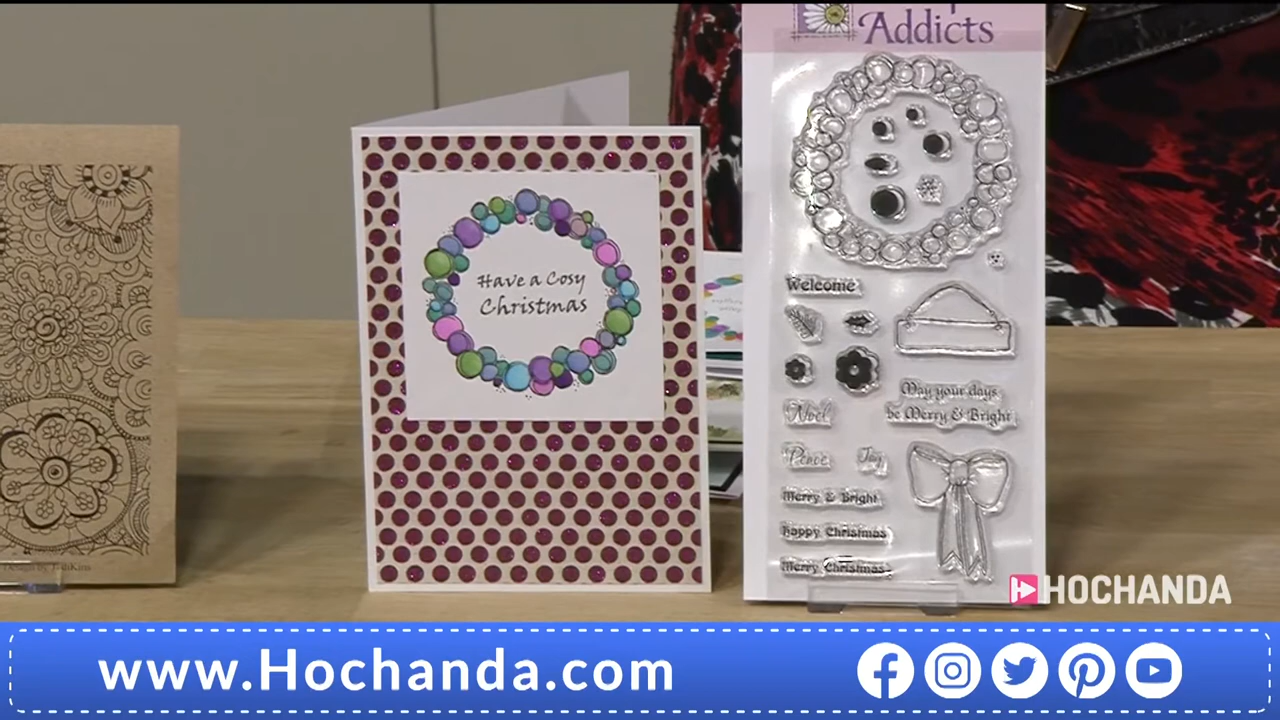 Addicts
Have a Cosy
Christmas
Welcome
May your days
be Merry & Bright
Noel
Peace
Joy
Merry & Bright
happy Christmas
Merry Christmas
HOCHANDA
www.Hochanda.com